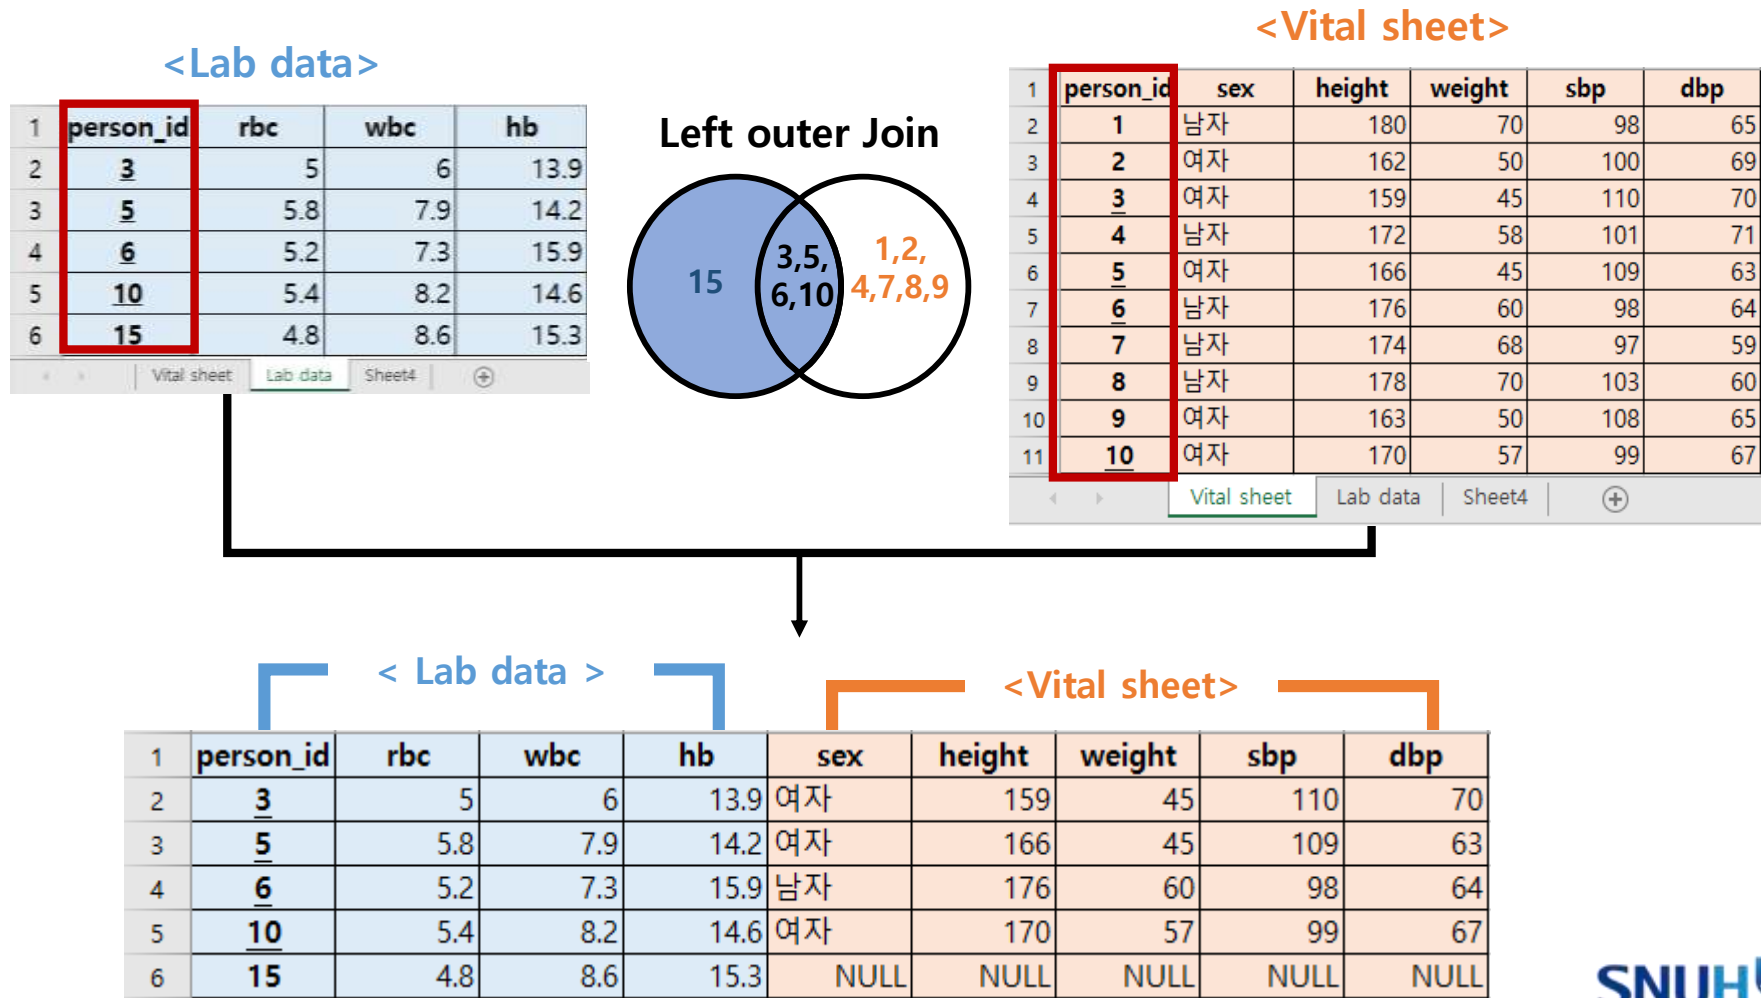 <Vital sheet>
<Lab data>
1 person_id rbc wbc hb
2 3 5 6 13.9
3 5 5.8 7.9 14.2
4 6 5.2 7.3 15.9
5 10 5.4 8.2 14.6
6 15 4.8 8.6 15.3
Vital sheet Lab data Sheet4
Left outer Join
15
3,5,
6,10
1,2,
4,7,8,9
1 person_id sex height weight sbp dbp
2 1 남자 180 70 98 65
3 2 여자 162 50 100 69
4 3 여자 159 45 110 70
5 4 남자 172 58 101 71
6 5 여자 166 45 109 63
7 6 남자 176 60 98 64
8 7 남자 174 68 97 59
9 8 남자 178 70 103 60
10 9 여자 163 50 108 65
11 10 여자 170 57 99 67
Vital sheet Lab data Sheet4
< Lab data >
<Vital sheet>
1 person_id rbc wbc hb sex height weight sbp dbp
2 3 5 6 13.9 여자 159 45 110 70
3 5 5.8 7.9 14.2 여자 166 45 109 63
4 6 5.2 7.3 15.9 남자 176 60 98 64
5 10 5.4 8.2 14.6 여자 170 57 99 67
6 15 4.8 8.6 15.3 NULL NULL NULL NULL NULL
SNUH